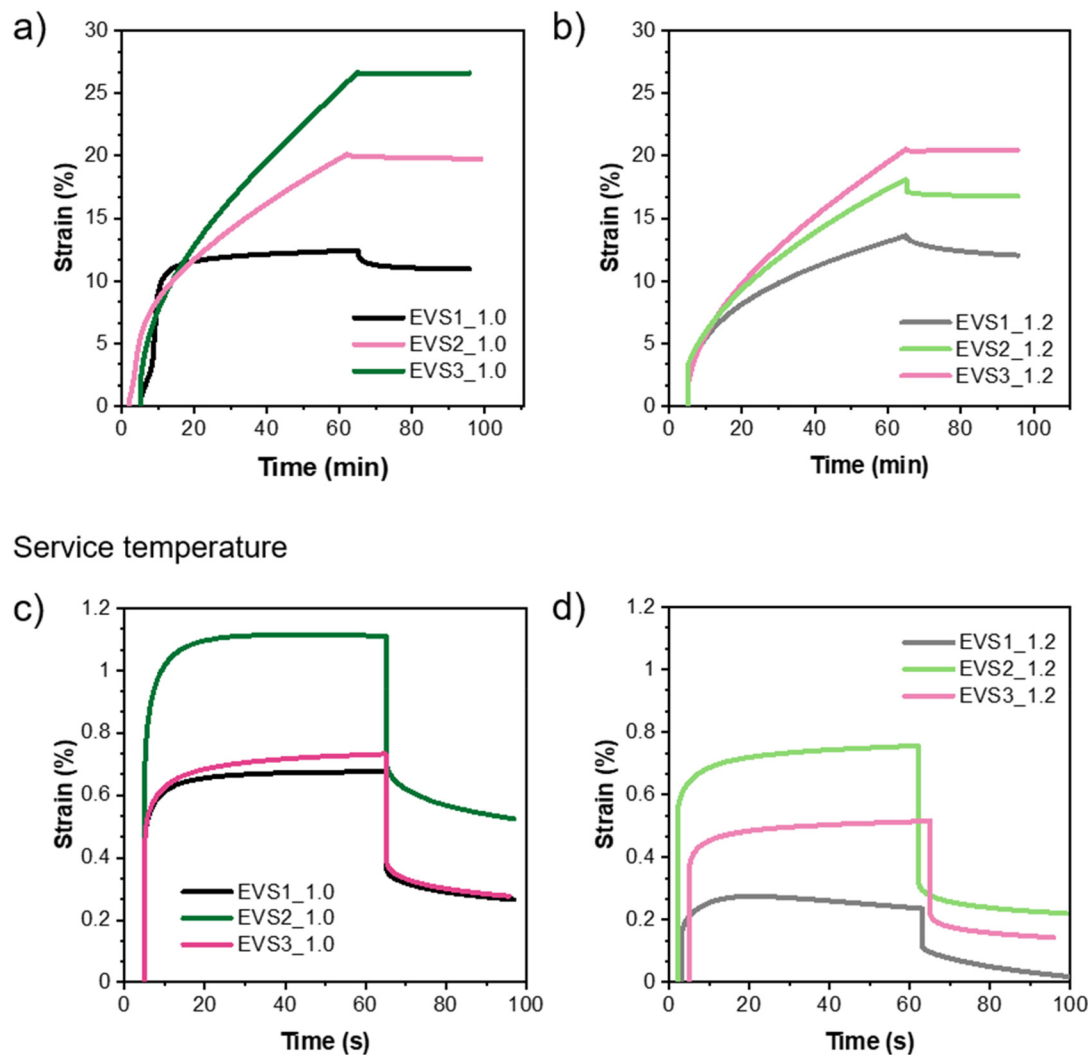 a)
30
25
20
15
10
5
0
Strain (%)
0 20 40 60 80 100
Time (min)
EVS1_1.0
EVS2_1.0
EVS3_1.0
b)
30
25
20
15
10
5
0
Strain (%)
0 20 40 60 80 100
Time (min)
EVS1_1.2
EVS2_1.2
EVS3_1.2
Service temperature
c)
1.2
1
0.8
0.6
0.4
0.2
0
Strain (%)
0 20 40 60 80 100
Time (s)
EVS1_1.0
EVS2_1.0
EVS3_1.0
d)
1.2
1
0.8
0.6
0.4
0.2
0
Strain (%)
0 20 40 60 80 100
Time (s)
EVS1_1.2
EVS2_1.2
EVS3_1.2